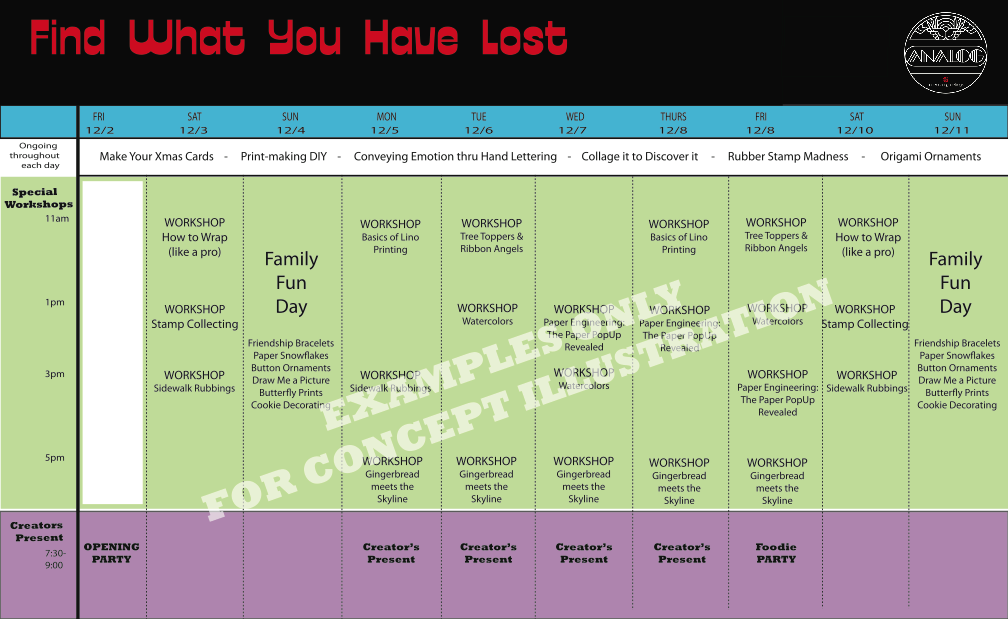 Find What You Have Lost
ANALOG
FRI SAT SUN MON TUE WED THURS FRI SAT SUN
12/2 12/3 12/4 12/5 12/6 12/7 12/8 12/8 12/10 12/11
Ongoing
throughout
each day
Make Your Xmas Cards - Print-making DIY - Conveying Emotion thru Hand Lettering - Collage it to Discover it - Rubber Stamp Madness - Origami Ornaments
Special
Workshops
11am
1pm
3pm
5pm
WORKSHOP
How to Wrap
(like a pro)
WORKSHOP
Stamp Collecting
WORKSHOP
Sidewalk Rubbings
Family
Fun
Day
Friendship Bracelets
Paper Snowflakes
Button Ornaments
Draw Me a Picture
Butterfly Prints
Cookie Decorating
WORKSHOP
Basics of Lino
Printing
WORKSHOP
Sidewalk Rubbings
WORKSHOP
Gingerbread
meets the
Skyline
WORKSHOP
Tree Toppers &
Ribbon Angels
WORKSHOP
Watercolors
WORKSHOP
Gingerbread
meets the
Skyline
WORKSHOP
Paper Engineering:
The Paper PopUp
Revealed
WORKSHOP
Watercolors
WORKSHOP
Gingerbread
meets the
Skyline
WORKSHOP
Basics of Lino
Printing
WORKSHOP
Paper Engineering:
The Paper PopUp
Revealed
WORKSHOP
Gingerbread
meets the
Skyline
WORKSHOP
Tree Toppers &
Ribbon Angels
WORKSHOP
Watercolors
WORKSHOP
Paper Engineering:
The Paper PopUp
Revealed
WORKSHOP
Gingerbread
meets the
Skyline
WORKSHOP
How to Wrap
(like a pro)
WORKSHOP
Stamp Collecting
WORKSHOP
Sidewalk Rubbings
Family
Fun
Day
Friendship Bracelets
Paper Snowflakes
Button Ornaments
Draw Me a Picture
Butterfly Prints
Cookie Decorating
EXAMPLES ONLY
FOR CONCEPT ILLUSTRATION
Creators
Present
7:30-
9:00
OPENING
PARTY
Creator's
Present
Creator's
Present
Creator's
Present
Creator's
Present
Foodie
PARTY